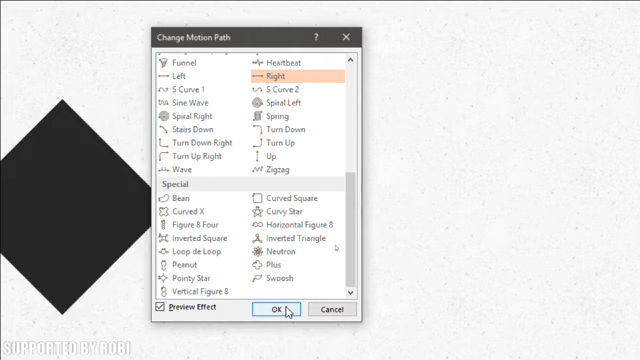 Change Motion Path
? ×
Funnel Heartbeat
Left Right
S Curve 1 S Curve 2
Sine Wave Spiral Left
Spiral Right Spring
Stairs Down Turn Down
Turn Down Right Turn Up
Turn Up Right Up
Wave Zigzag
Special
Bean Curved Square
Curved X Curvy Star
Figure 8 Four Horizontal Figure 8
Inverted Square Inverted Triangle
Loop de Loop Neutron
Peanut Plus
Pointy Star Swoosh
Vertical Figure 8
Preview Effect OK Cancel
SUPPORTED BY ROBI